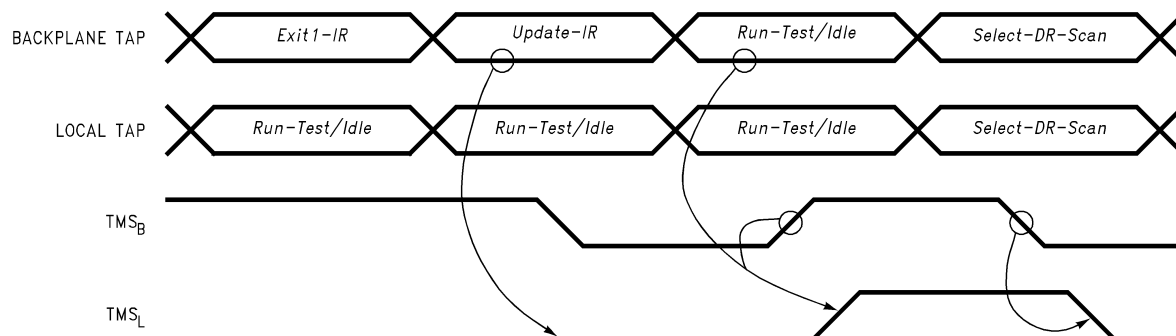 BACKPLANE TAP Exit1-IR Update-IR Run-Test/Idle Select-DR-Scan
LOCAL TAP Run-Test/Idle Run-Test/Idle Run-Test/Idle Select-DR-Scan
TMSB
TMSL